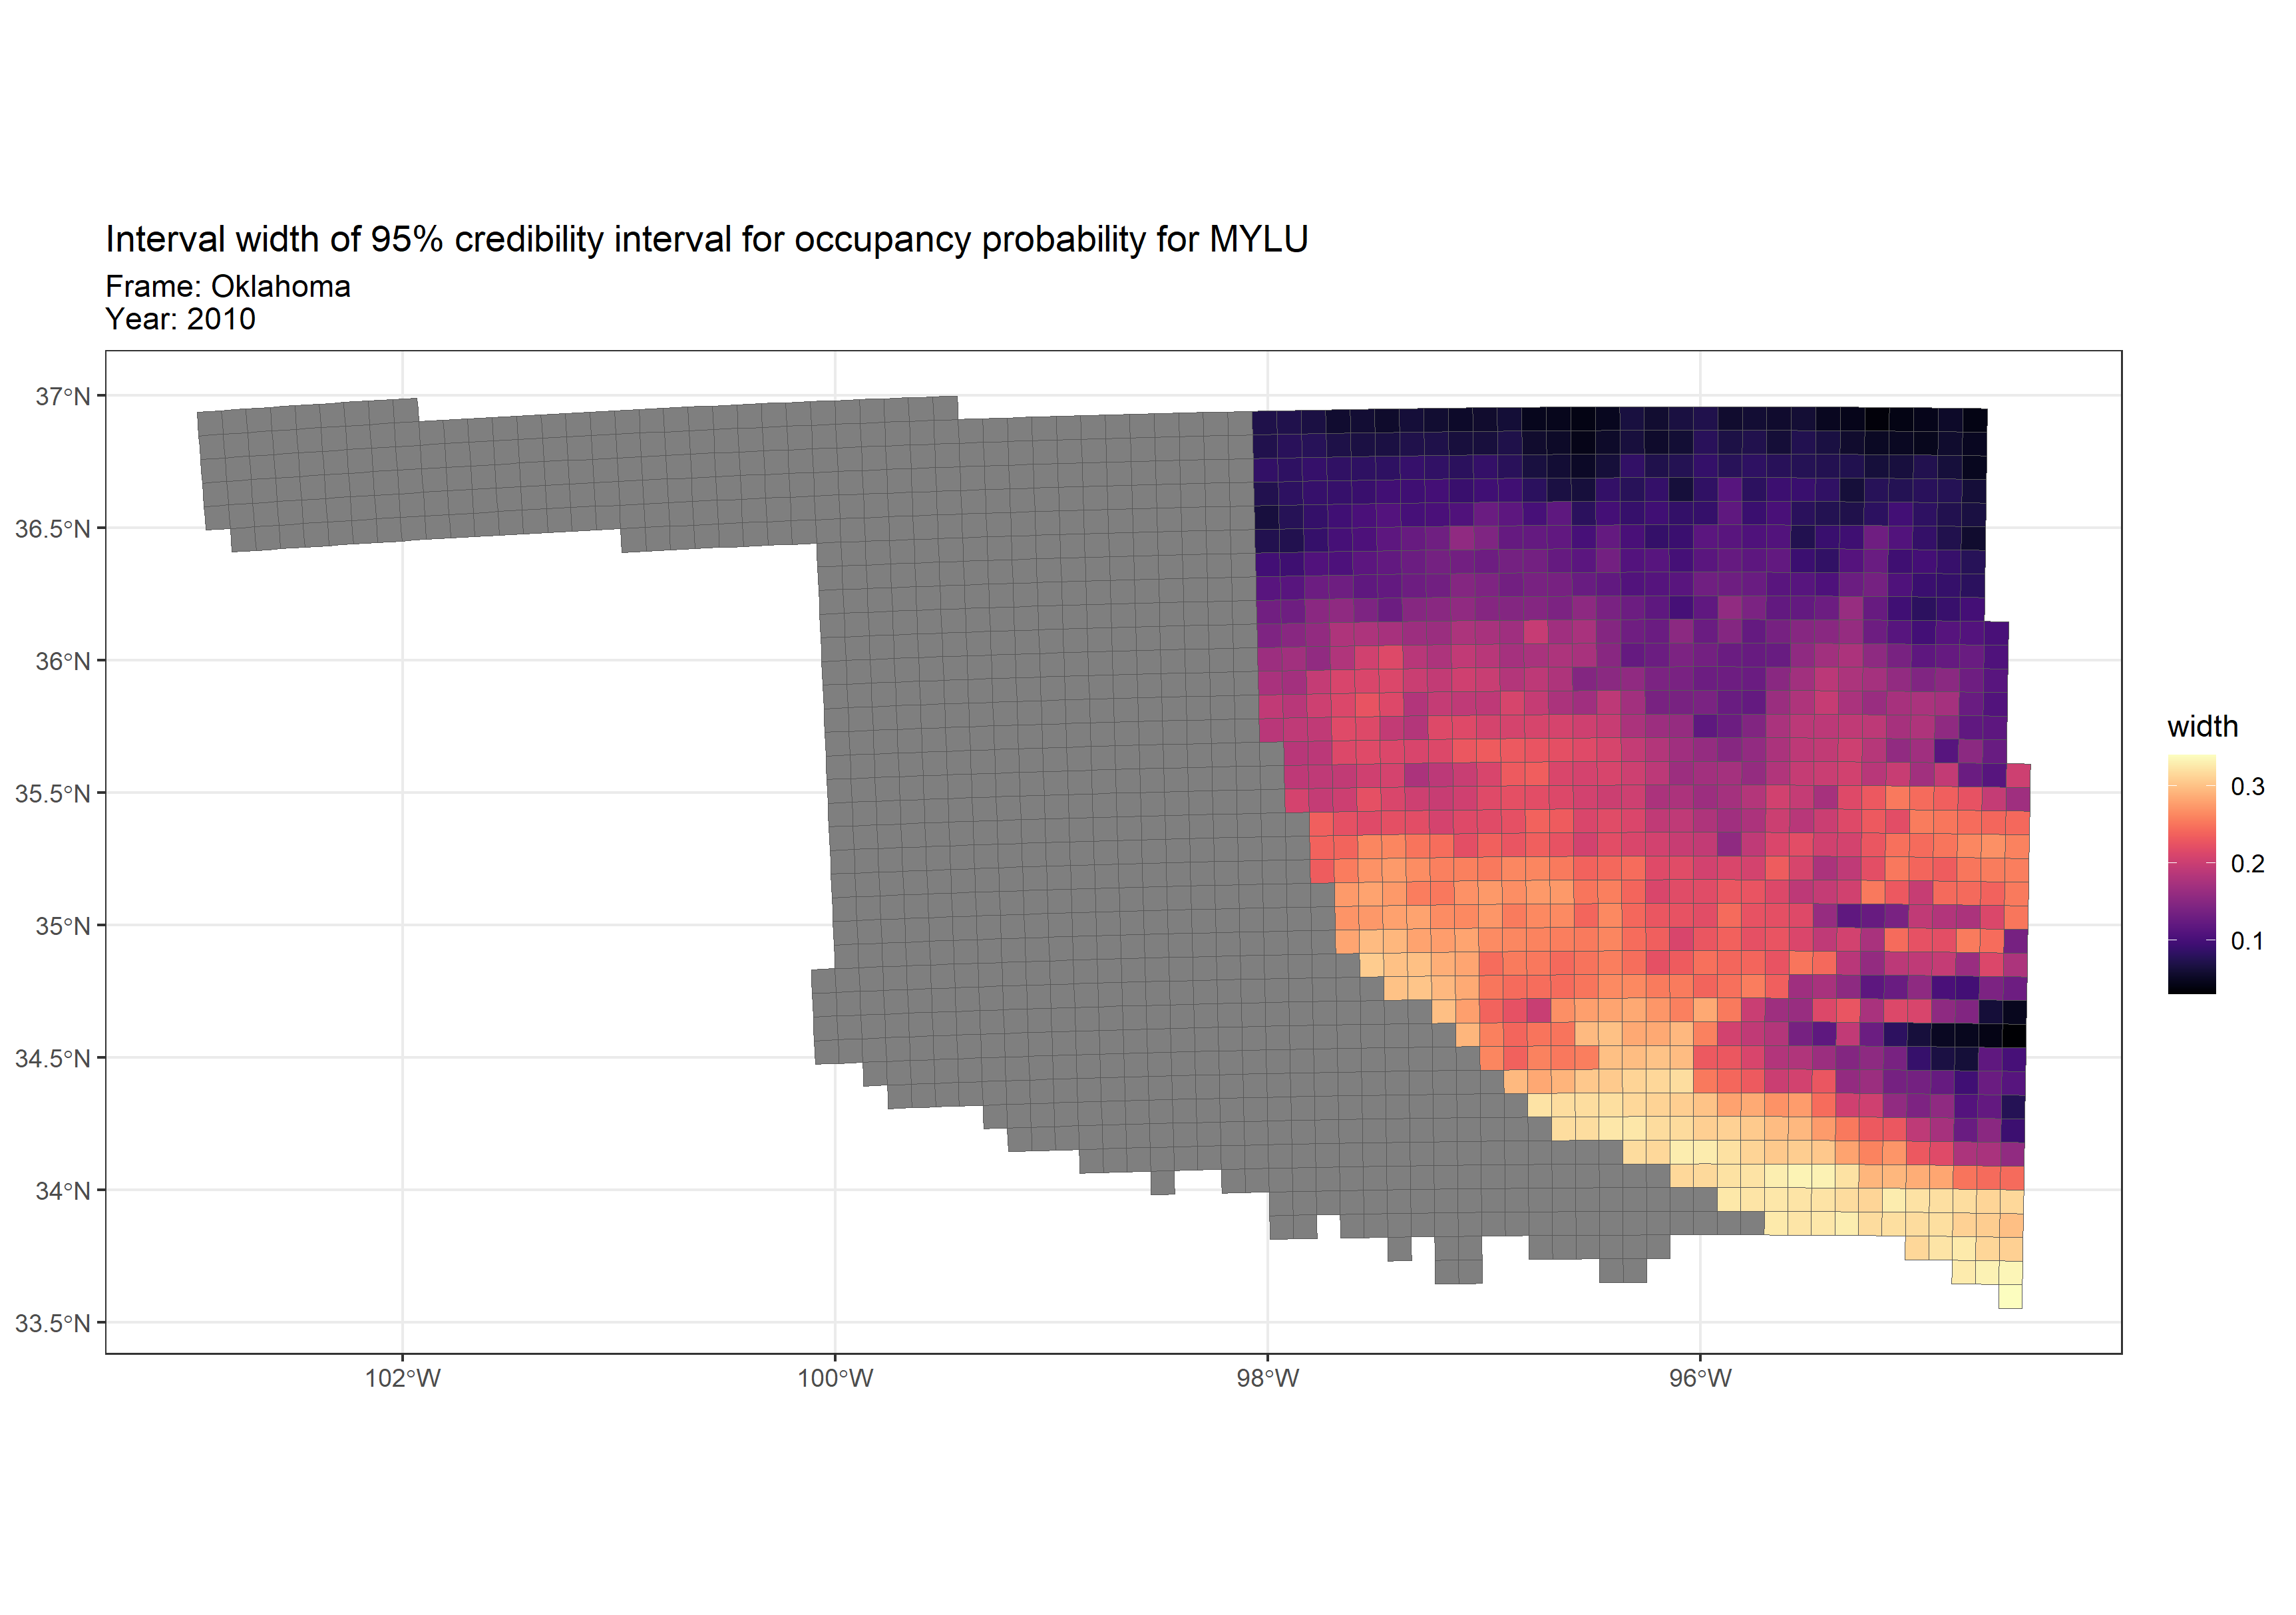 Interval width of 95% credibility interval for occupancy probability for MYLU
Frame: Oklahoma
Year: 2010
37°N
36.5°N
36°N
35.5°N
35°N
34.5°N
34°N
33.5°N
102°W
100°W
98°W
96°W
width
0.3
0.2
0.1